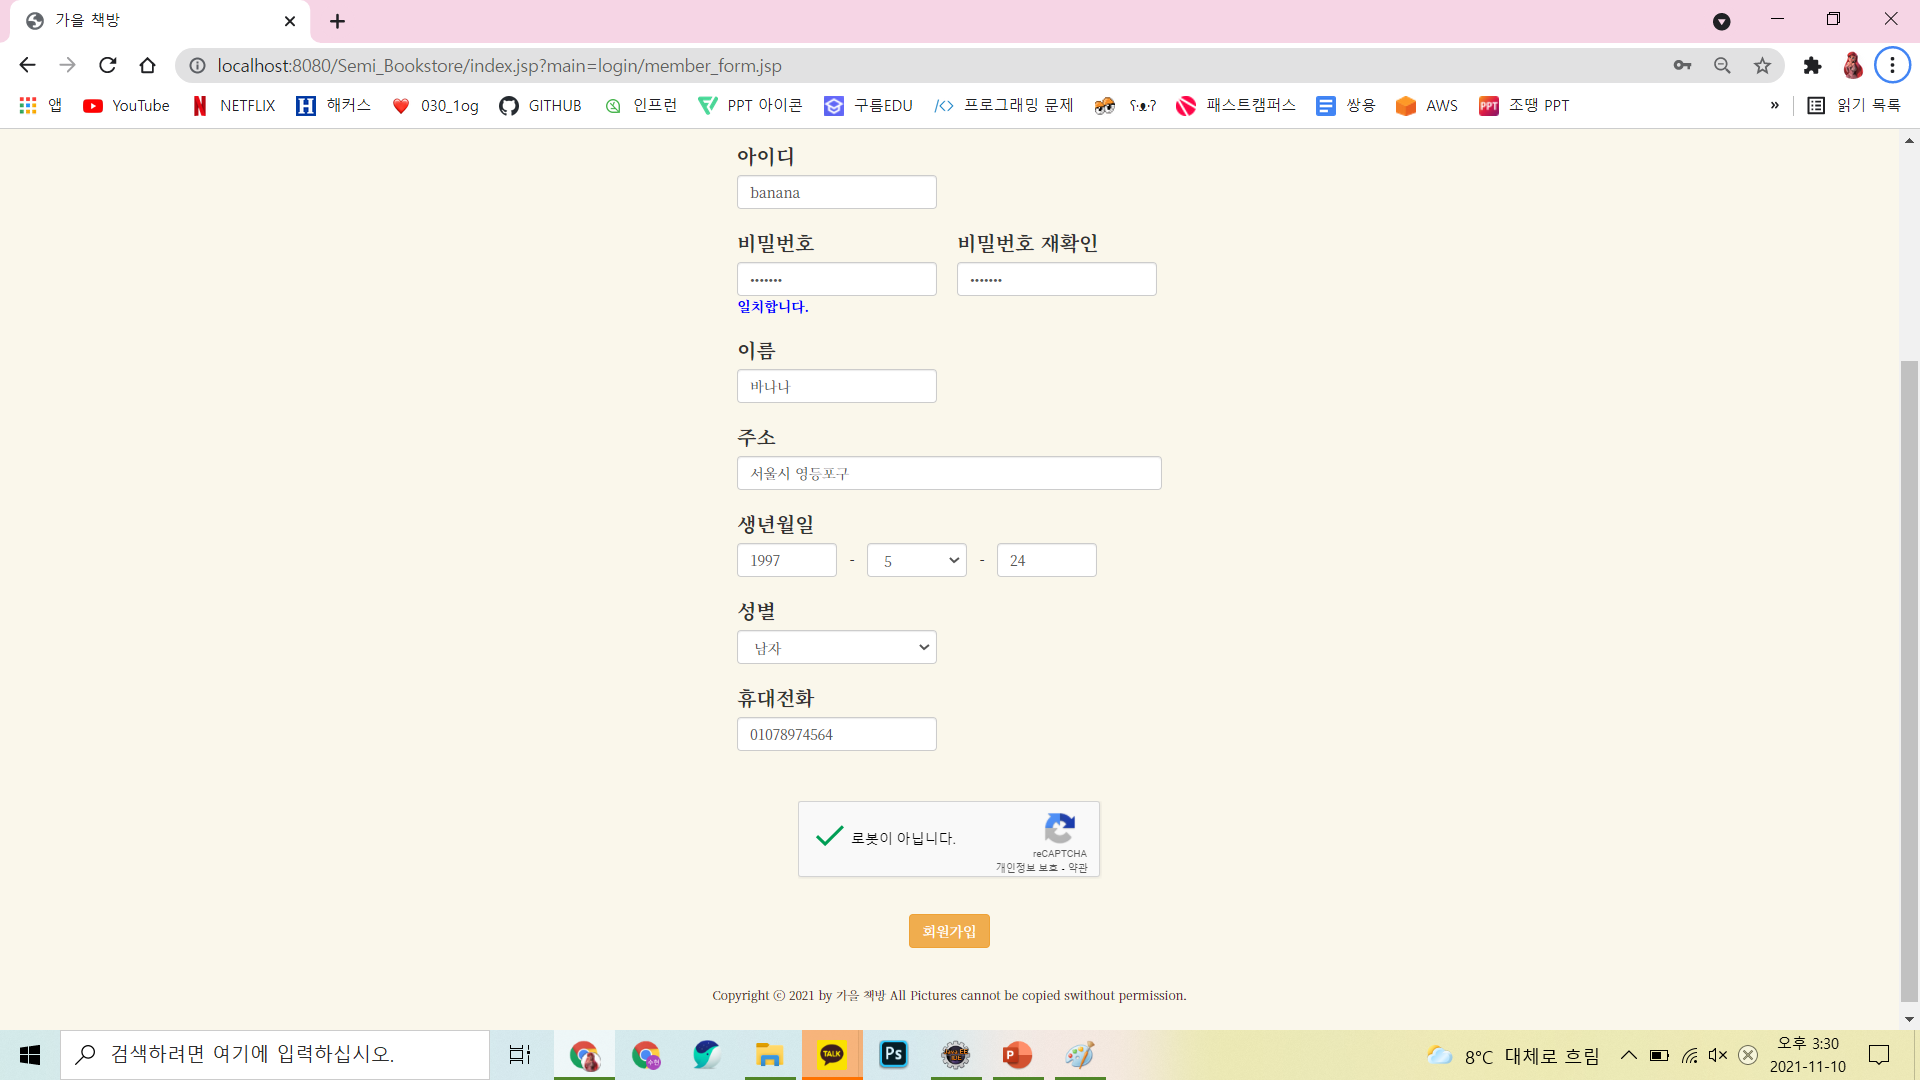 가을 책방
localhost:8080/Semi_Bookstore/index.jsp?main=login/member_form.jsp
앱 YouTube NETFLIX 해커스 030_1og GITHUB 인프런 PPT 아이콘 구름EDU 프로그래밍 문제 ʕ·ᴥ·ʔ 패스트캠퍼스 쌍용 AWS 조땡 PPT » 읽기 목록
아이디
banana
비밀번호 비밀번호 재확인
••••••• •••••••
일치합니다.
이름
바나나
주소
서울시 영등포구
생년월일
1997 - 5 - 24
성별
남자
휴대전화
01078974564
로봇이 아닙니다.
reCAPTCHA
개인정보 보호 - 약관
회원가입
Copyright ⓒ 2021 by 가을 책방 All Pictures cannot be copied swithout permission.
검색하려면 여기에 입력하십시오.
TALK
Ps
P
8°C 대체로 흐림
오후 3:30
2021-11-10